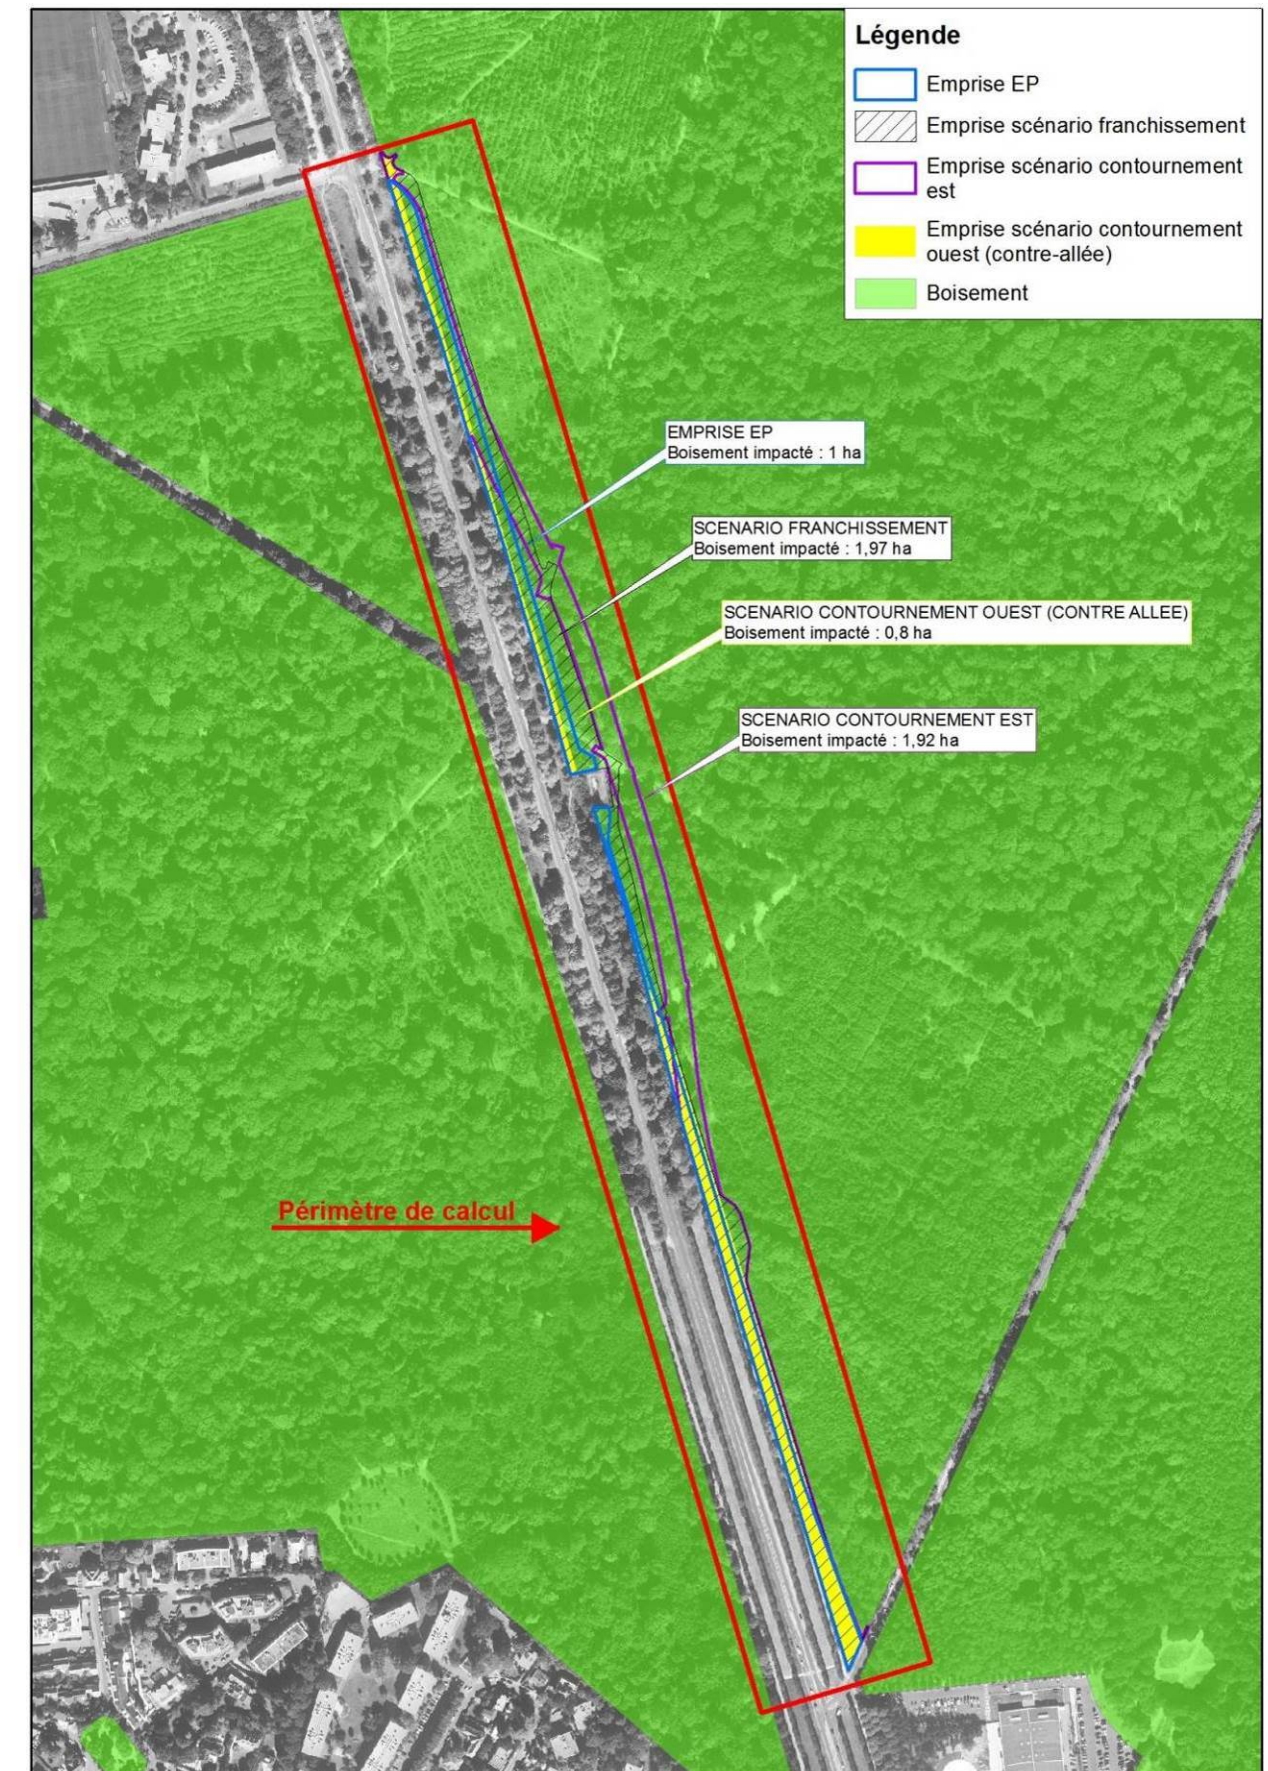 Légende
Emprise EP
Emprise scénario franchissement
Emprise scénario contournement
est
Emprise scénario contournement
ouest (contre-allée)
Boisement
EMPRISE EP
Boisement impacté : 1 ha
SCENARIO FRANCHISSEMENT
Boisement impacté : 1,97 ha
SCENARIO CONTOURNEMENT OUEST (CONTRE ALLEE)
Boisement impacté : 0,8 ha
SCENARIO CONTOURNEMENT EST
Boisement impacté : 1,92 ha
Périmètre de calcul